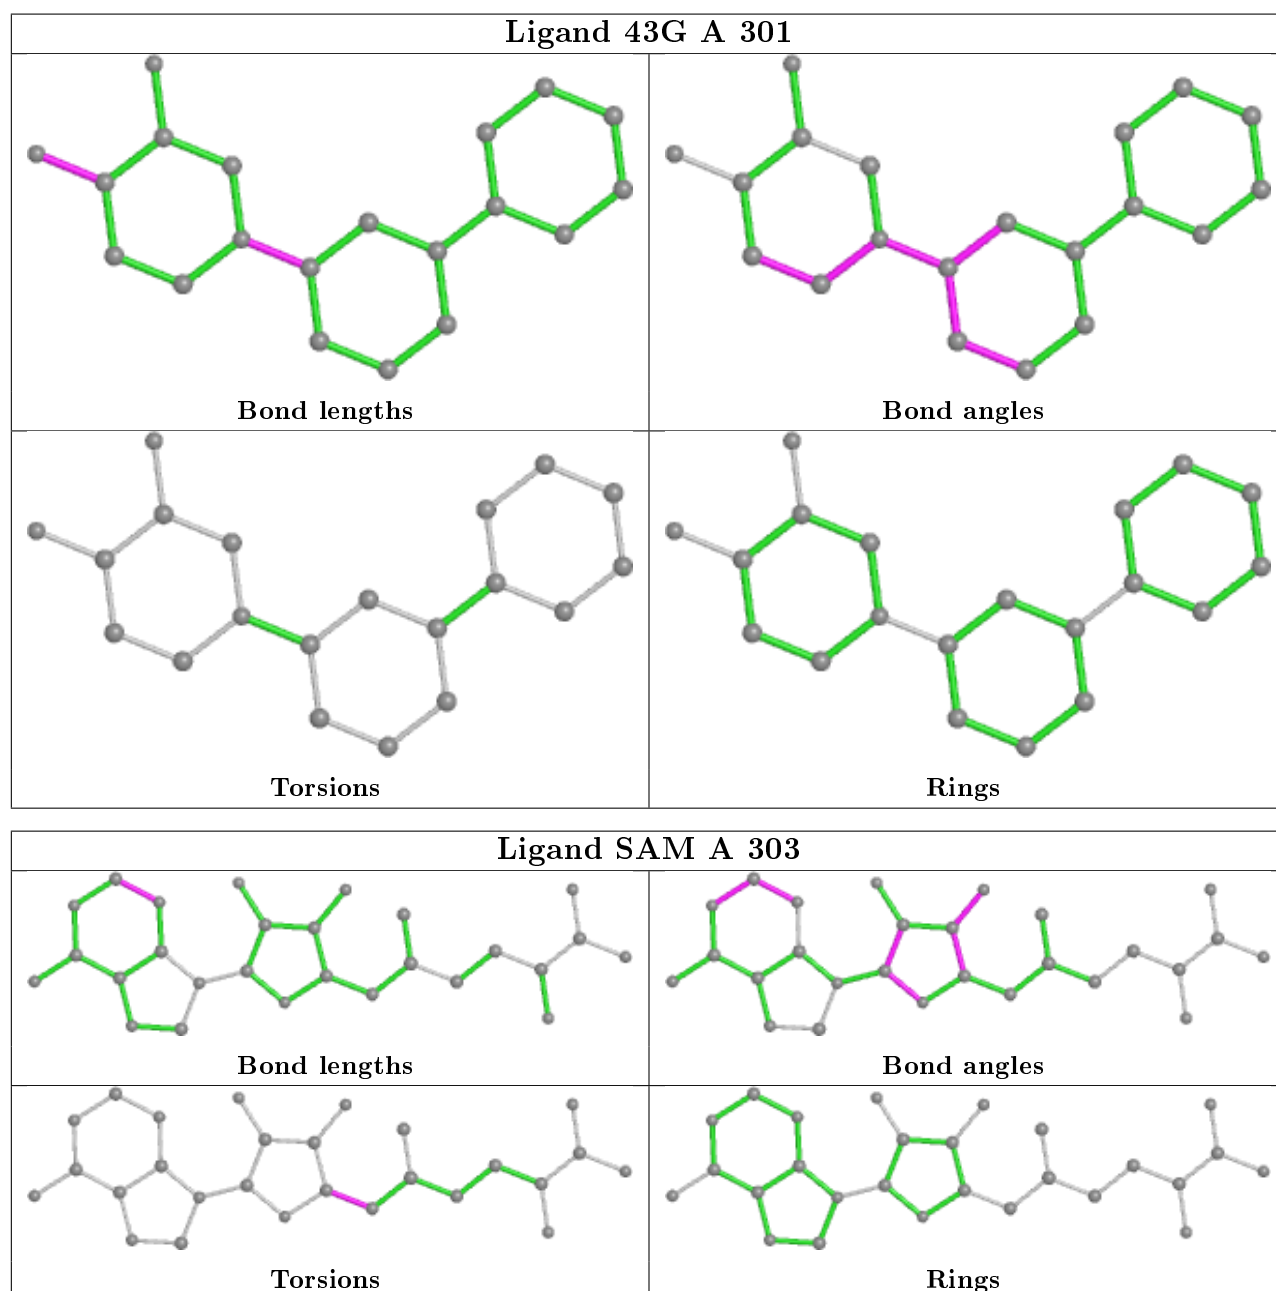 Ligand 43G A 301
Bond lengths
Bond angles
Torsions
Rings
Ligand SAM A 303
Bond lengths
Bond angles
Torsions
Rings